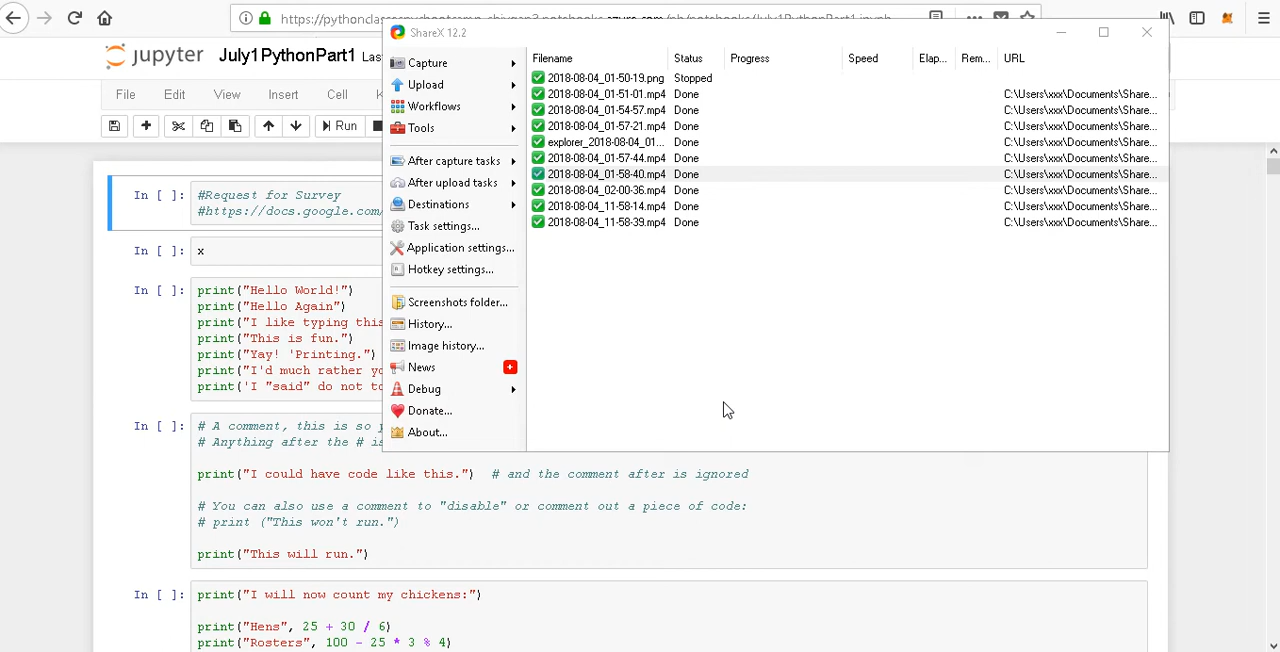 https://pythonclass
jupyter July1PythonPart1
File Edit View Insert Cell
Run
ShareX 12.2
Capture
Upload
Workflows
Tools
After capture tasks
After upload tasks
Destinations
Task settings...
Application settings...
Hotkey settings...
Screenshots folder...
History...
Image history...
News
Debug
Donate...
About...
Filename Status Progress Speed Elap... Rem... URL
2018-08-04_01-50-19.png Stopped
2018-08-04_01-51-01.mp4 Done C:\Users\xxx\Documents\Share...
2018-08-04_01-54-57.mp4 Done C:\Users\xxx\Documents\Share...
2018-08-04_01-57-21.mp4 Done C:\Users\xxx\Documents\Share...
explorer_2018-08-04_01... Done C:\Users\xxx\Documents\Share...
2018-08-04_01-57-44.mp4 Done C:\Users\xxx\Documents\Share...
2018-08-04_01-58-40.mp4 Done C:\Users\xxx\Documents\Share...
2018-08-04_02-00-36.mp4 Done C:\Users\xxx\Documents\Share...
2018-08-04_11-58-14.mp4 Done C:\Users\xxx\Documents\Share...
2018-08-04_11-58-39.mp4 Done C:\Users\xxx\Documents\Share...
In [ ]: #Request for Survey
#https://docs.google.com/
In [ ]: x
In [ ]: print("Hello World!")
print("Hello Again")
print("I like typing this
print("This is fun.")
print("Yay! 'Printing.")
print("I'd much rather yo
print('I "said" do not to
In [ ]: # A comment, this is so
# Anything after the # is
print("I could have code like this.") # and the comment after is ignored
# You can also use a comment to "disable" or comment out a piece of code:
# print ("This won't run.")
print("This will run.")
In [ ]: print("I will now count my chickens:")
print("Hens", 25 + 30 / 6)
print("Rosters", 100 - 25 * 3 % 4)